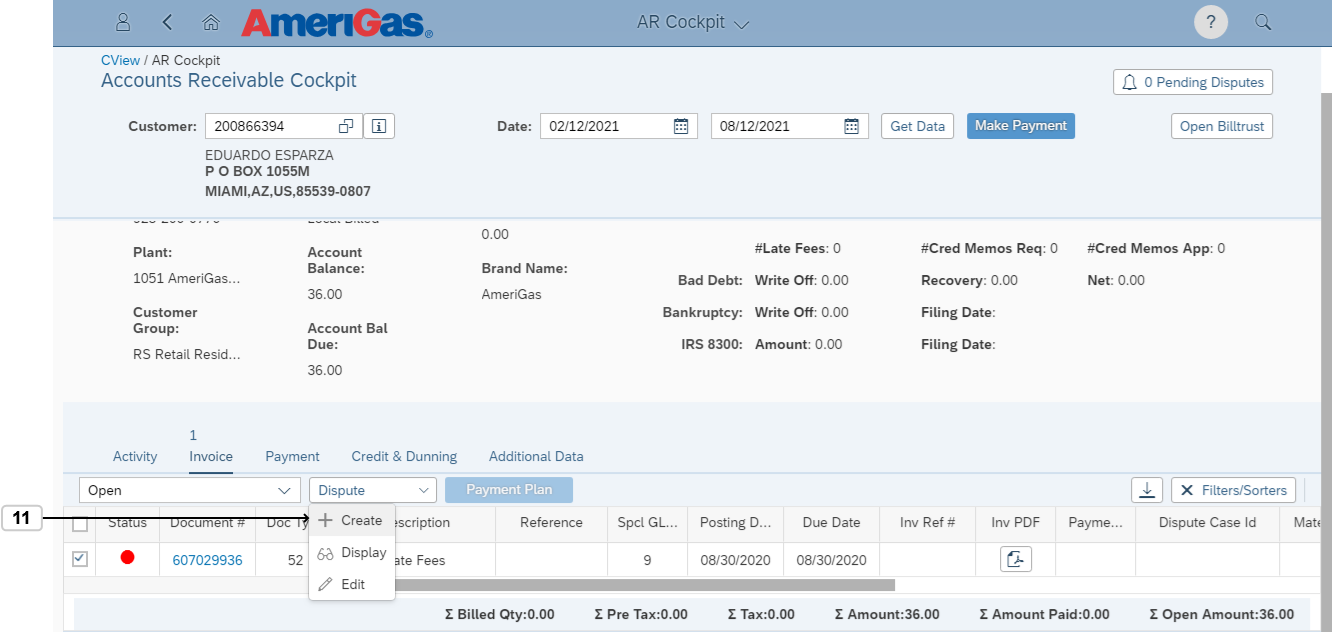 AmeriGas
AR Cockpit
?
CView / AR Cockpit
Accounts Receivable Cockpit
0 Pending Disputes
Customer: 200866394
Date: 02/12/2021 08/12/2021 Get Data Make Payment Open Billtrust
EDUARDO ESPARZA
P O BOX 1055M
MIAMI,AZ,US,85539-0807
0.00
#Late Fees: 0 #Cred Memos Req: 0 #Cred Memos App: 0
Plant:
1051 AmeriGas...
Customer
Group:
RS Retail Resid...
Account
Balance:
36.00
Account Bal
Due:
36.00
Brand Name:
AmeriGas
Bad Debt: Write Off: 0.00 Recovery: 0.00 Net: 0.00
Bankruptcy: Write Off: 0.00 Filing Date:
IRS 8300: Amount: 0.00 Filing Date:
1
Activity Invoice Payment Credit & Dunning Additional Data
Open Dispute Payment Plan Filters/Sorters
11
Create
Display
Edit
Status Document # Doc Ty escription Reference Spcl GL... Posting D... Due Date Inv Ref # Inv PDF Payme... Dispute Case Id Mate
607029936 52 ate Fees 9 08/30/2020 08/30/2020
Σ Billed Qty:0.00 Σ Pre Tax:0.00 Σ Tax:0.00 Σ Amount:36.00 Σ Amount Paid:0.00 Σ Open Amount:36.00